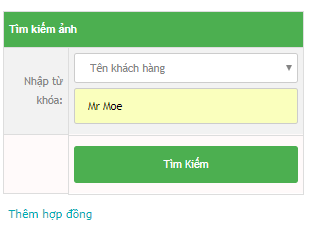 Tìm kiếm ảnh
Tên khách hàng
Nhập từ
khóa:
Mr Moe
Tìm Kiếm
Thêm hợp đồng